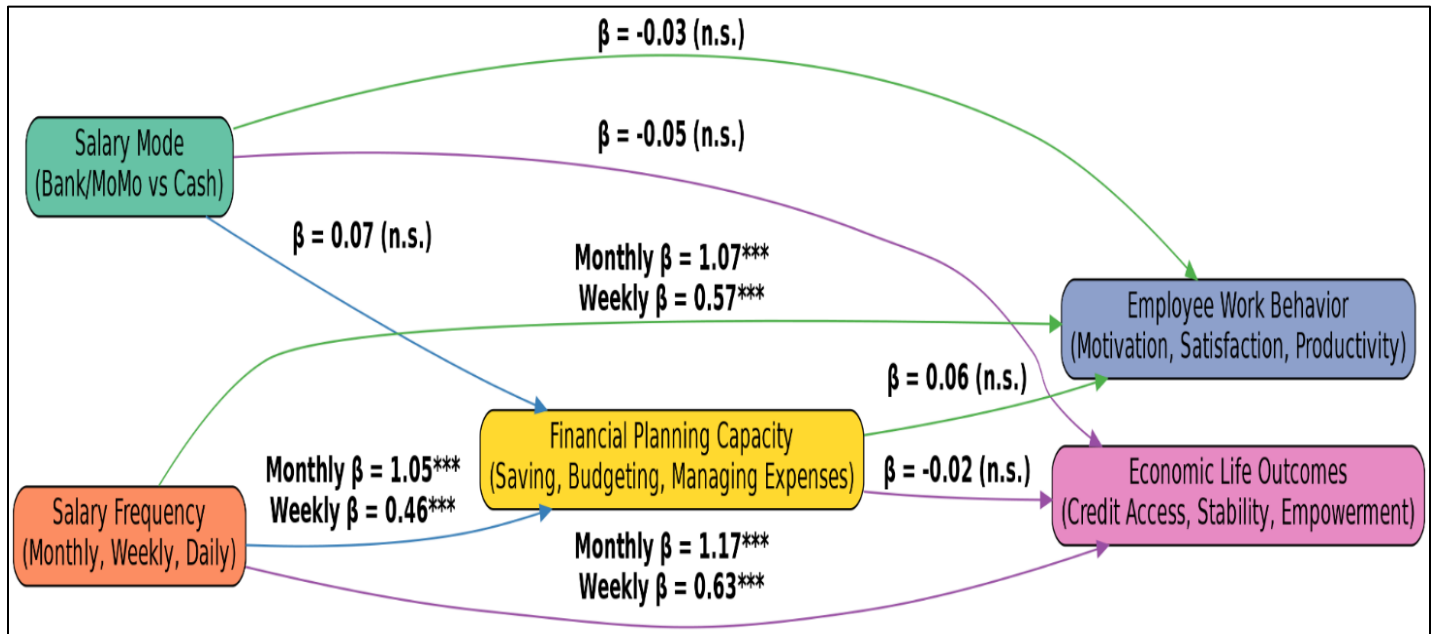 β = -0.03 (n.s.)
Salary Mode
(Bank/MoMo vs Cash)
β = -0.05 (n.s.)
β = 0.07 (n.s.)
Monthly β = 1.07***
Weekly β = 0.57***
Employee Work Behavior
(Motivation, Satisfaction, Productivity)
β = 0.06 (n.s.)
Financial Planning Capacity
(Saving, Budgeting, Managing Expenses)
Monthly β = 1.05***
Weekly β = 0.46***
β = -0.02 (n.s.)
Economic Life Outcomes
(Credit Access, Stability, Empowerment)
Salary Frequency
(Monthly, Weekly, Daily)
Monthly β = 1.17***
Weekly β = 0.63***